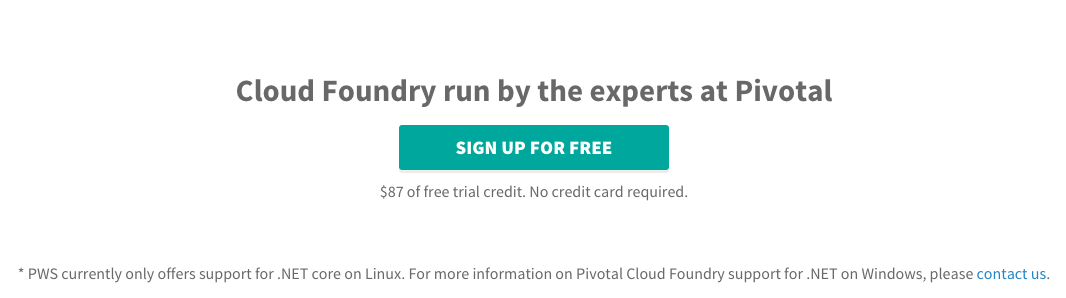 Cloud Foundry run by the experts at Pivotal
SIGN UP FOR FREE
$87 of free trial credit. No credit card required.
* PWS currently only offers support for .NET core on Linux. For more information on Pivotal Cloud Foundry support for .NET on Windows, please contact us.